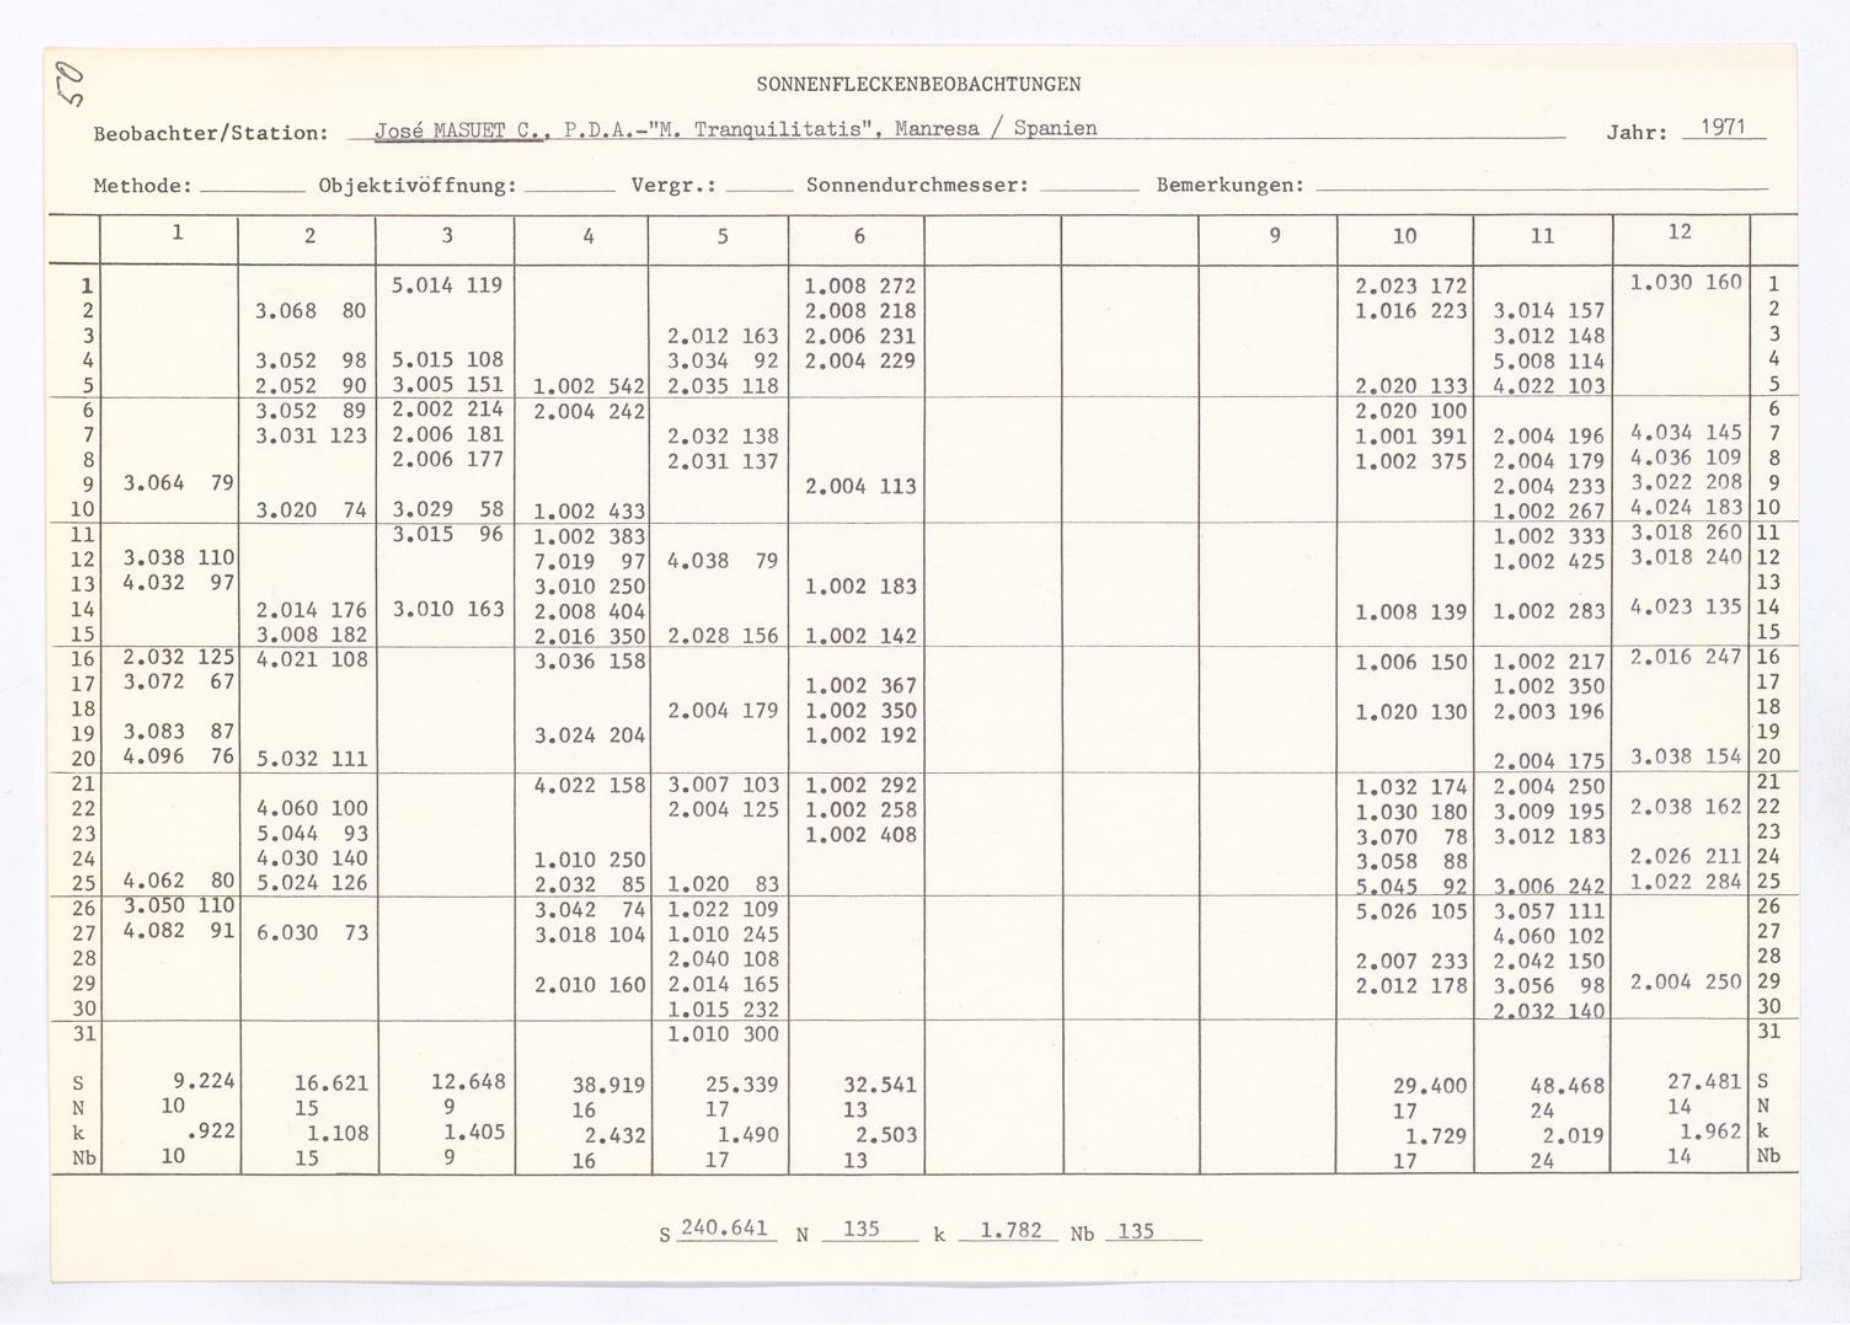 50
SONNENFLECKENBEOBACHTUNGEN
Beobachter/Station: José MASUET C., P.D.A.-"M. Tranquilitatis", Manresa / Spanien Jahr: 1971
Methode: Objektivöffnung: Vergr.: Sonnendurchmesser: Bemerkungen:
1 2 3 4 5 6 9 10 11 12
1 5.014 119 1.008 272 2.023 172 1.030 160 1
2 3.068 80 2.008 218 1.016 223 3.014 157 2
3 2.012 163 2.006 231 3.012 148 3
4 3.052 98 5.015 108 3.034 92 2.004 229 5.008 114 4
5 2.052 90 3.005 151 1.002 542 2.035 118 2.020 133 4.022 103 5
6 3.052 89 2.002 214 2.004 242 2.020 100 6
7 3.031 123 2.006 181 2.032 138 1.001 391 2.004 196 4.034 145 7
8 2.006 177 2.031 137 1.002 375 2.004 179 4.036 109 8
9 3.064 79 2.004 113 2.004 233 3.022 208 9
10 3.020 74 3.029 58 1.002 433 1.002 267 4.024 183 10
11 3.015 96 1.002 383 1.002 333 3.018 260 11
12 3.038 110 7.019 97 4.038 79 1.002 425 3.018 240 12
13 4.032 97 3.010 250 1.002 183 13
14 2.014 176 3.010 163 2.008 404 1.008 139 1.002 283 4.023 135 14
15 3.008 182 2.016 350 2.028 156 1.002 142 15
16 2.032 125 4.021 108 3.036 158 1.006 150 1.002 217 2.016 247 16
17 3.072 67 1.002 367 1.002 350 17
18 2.004 179 1.002 350 1.020 130 2.003 196 18
19 3.083 87 3.024 204 1.002 192 19
20 4.096 76 5.032 111 2.004 175 3.038 154 20
21 4.022 158 3.007 103 1.002 292 1.032 174 2.004 250 21
22 4.060 100 2.004 125 1.002 258 1.030 180 3.009 195 2.038 162 22
23 5.044 93 1.002 408 3.070 78 3.012 183 23
24 4.030 140 1.010 250 3.058 88 2.026 211 24
25 4.062 80 5.024 126 2.032 85 1.020 83 5.045 92 3.006 242 1.022 284 25
26 3.050 110 3.042 74 1.022 109 5.026 105 3.057 111 26
27 4.082 91 6.030 73 3.018 104 1.010 245 4.060 102 27
28 2.040 108 2.007 233 2.042 150 28
29 2.010 160 2.014 165 2.012 178 3.056 98 2.004 250 29
30 1.015 232 2.032 140 30
31 1.010 300 31
S 9.224 16.621 12.648 38.919 25.339 32.541 29.400 48.468 27.481 S
N 10 15 9 16 17 13 17 24 14 N
k .922 1.108 1.405 2.432 1.490 2.503 1.729 2.019 1.962 k
Nb 10 15 9 16 17 13 17 24 14 Nb
S 240.641 N 135 k 1.782 Nb 135